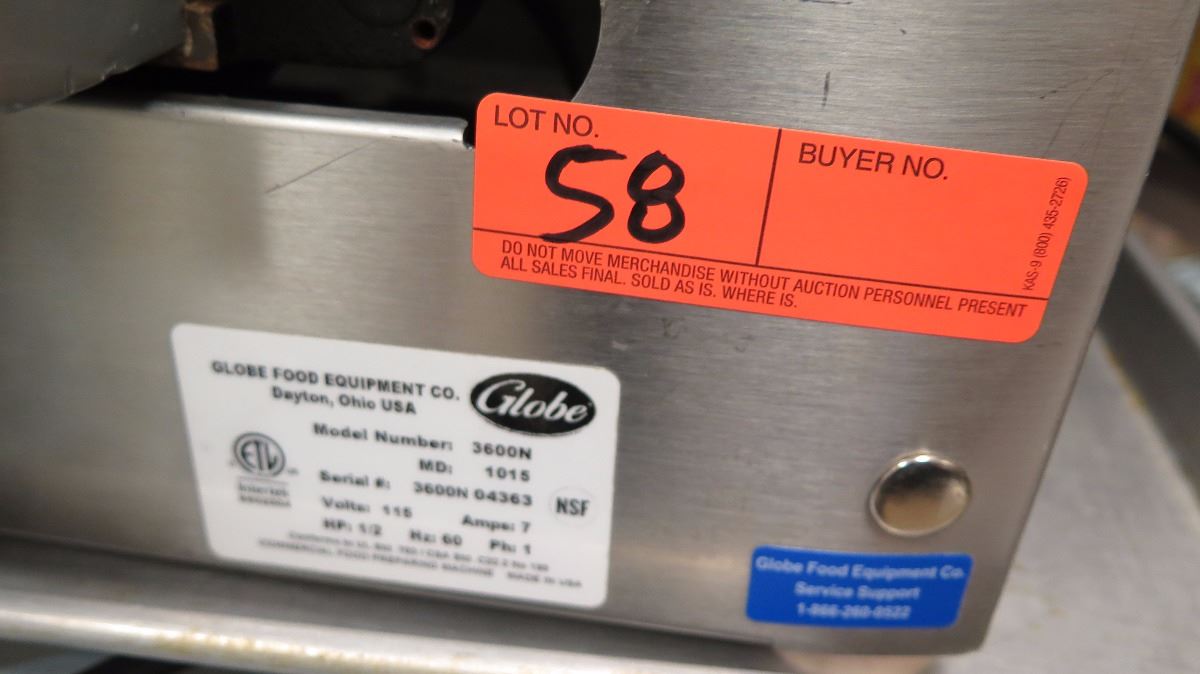 LOT NO.
58
BUYER NO.
DO NOT MOVE MERCHANDISE WITHOUT AUCTION PERSONNEL PRESENT
ALL SALES FINAL. SOLD AS IS. WHERE IS.
KAS-9 (800) 435-2726)
GLOBE FOOD EQUIPMENT CO.
Dayton, Ohio USA
Globe
Model Number: 3600N
MD: 1015
Serial #: 3600N 04363
Volts: 115 Amps: 7
HP: 1/2 Hz: 60 Ph: 1
COMMERCIAL FOOD PREPARING MACHINE MADE IN USA
ETL
Intertek
NSF
Globe Food Equipment Co.
Service Support
1-866-260-0522